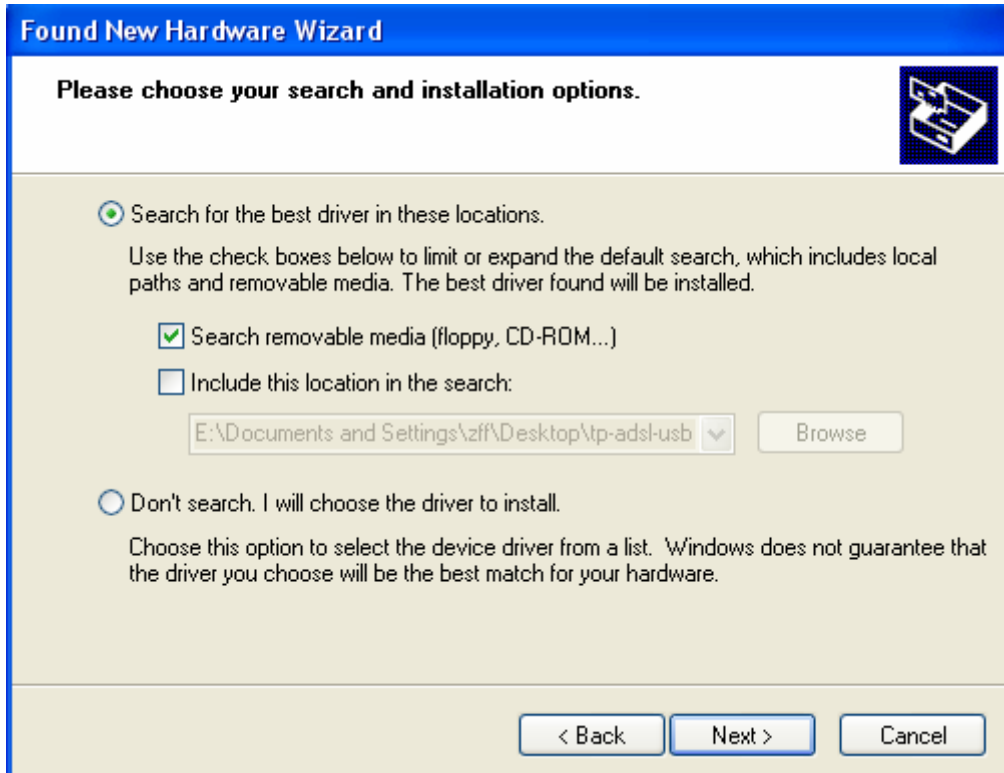 Found New Hardware Wizard
Please choose your search and installation options.
Search for the best driver in these locations.
Use the check boxes below to limit or expand the default search, which includes local
paths and removable media. The best driver found will be installed.
Search removable media (floppy, CD-ROM...)
Include this location in the search:
E:\Documents and Settings\zff\Desktop\tp-adsl-usb
Browse
Don't search. I will choose the driver to install.
Choose this option to select the device driver from a list.  Windows does not guarantee that
the driver you choose will be the best match for your hardware.
< Back
Next >
Cancel